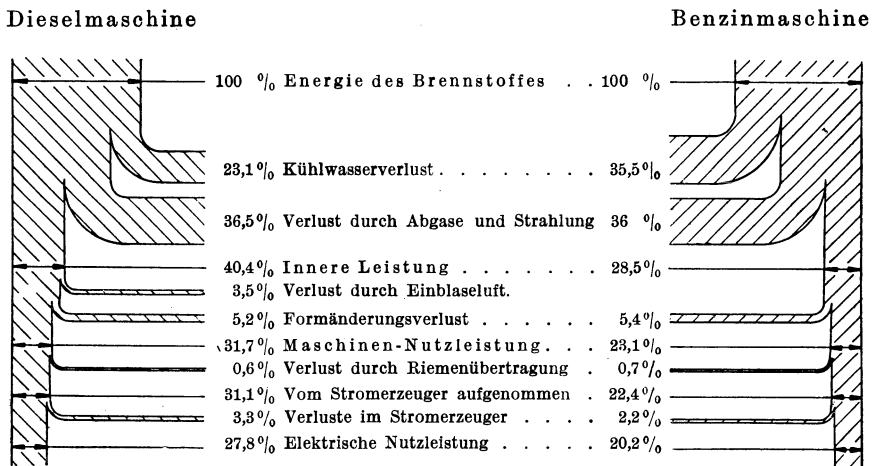 Dieselmaschine Benzinmaschine
100 % Energie des Brennstoffes . . 100 %
23,1 % Kühlwasserverlust . . . . . . . . 35,5 %
36,5 % Verlust durch Abgase und Strahlung 36 %
40,4 % Innere Leistung . . . . . . . 28,5 %
3,5 % Verlust durch Einblaseluft.
5,2 % Formänderungsverlust . . . . . 5,4 %
31,7 % Maschinen-Nutzleistung . . . 23,1 %
0,6 % Verlust durch Riemenübertragung . 0,7 %
31,1 % Vom Stromerzeuger aufgenommen . 22,4 %
3,3 % Verluste im Stromerzeuger . . . . 2,2 %
27,8 % Elektrische Nutzleistung . . . . . 20,2 %